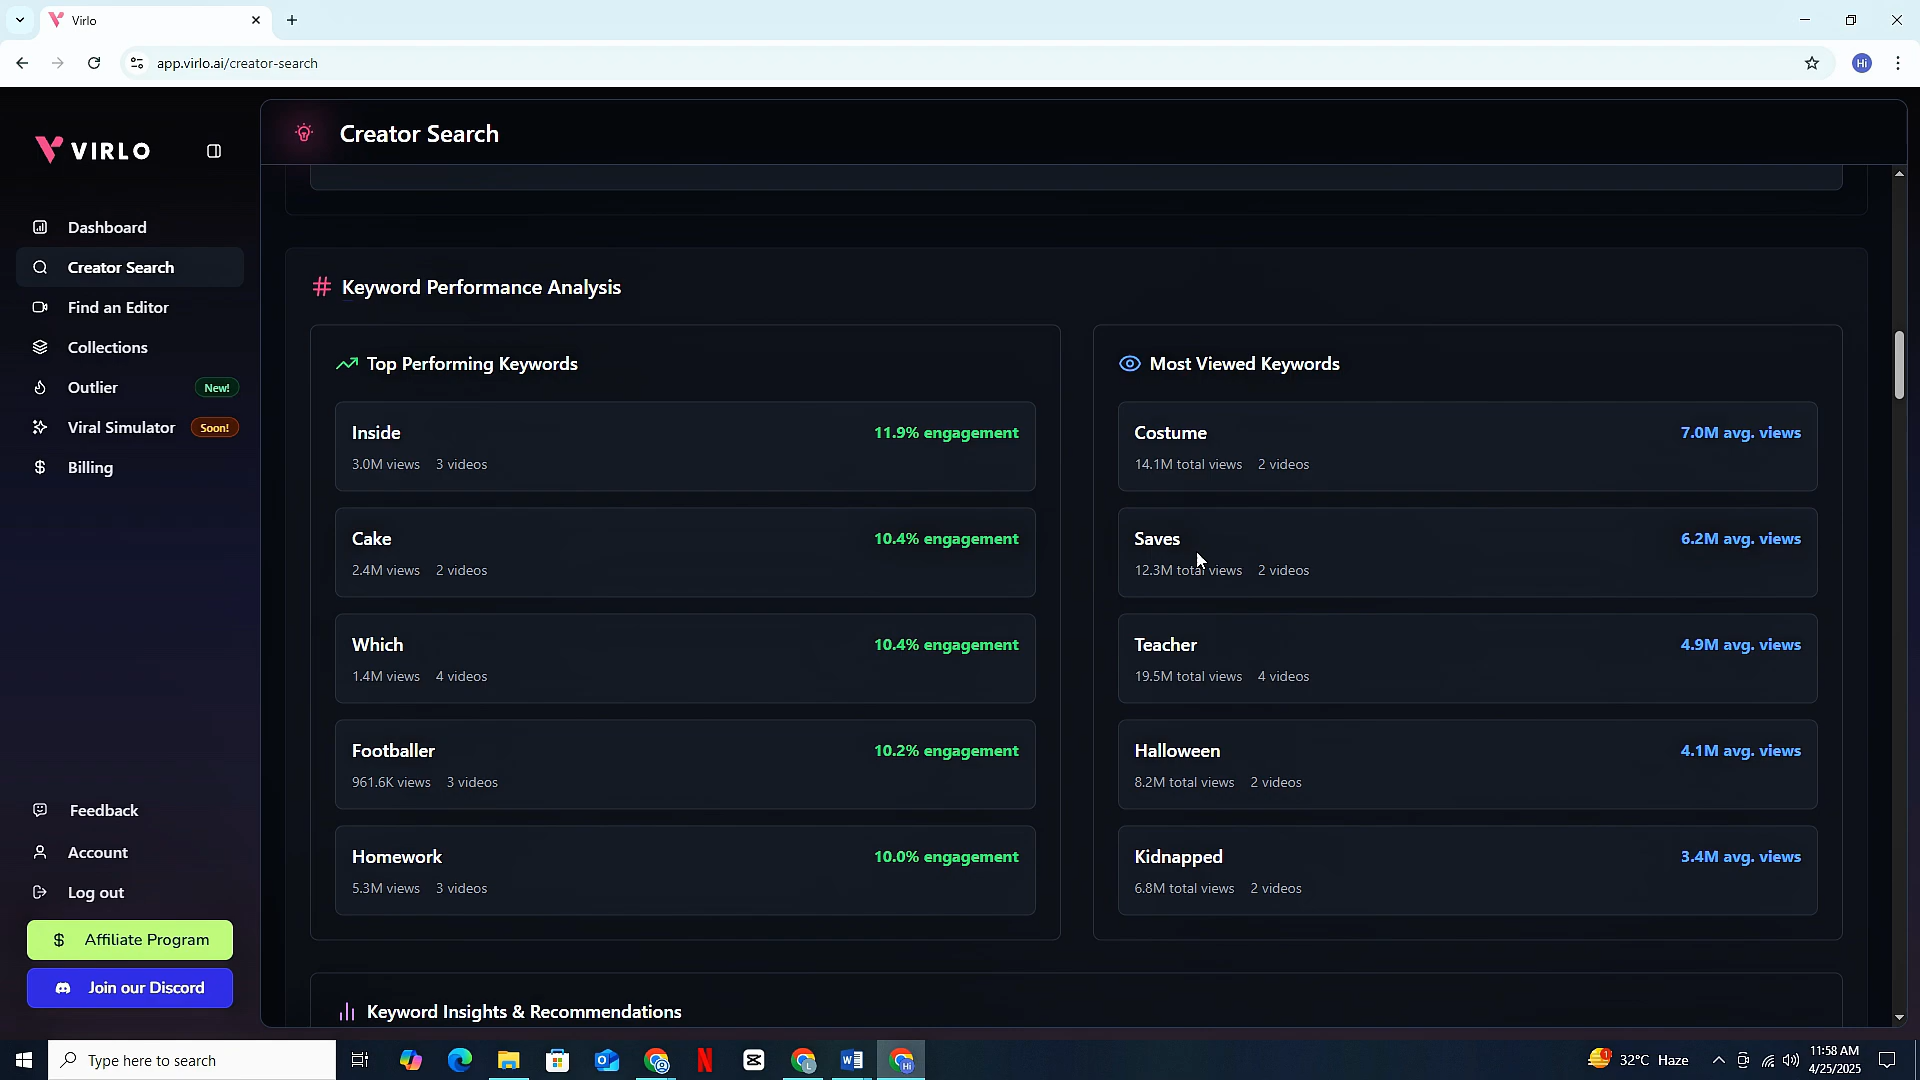 Virlo
app.virlo.ai/creator-search
Hi
VIRLO
Creator Search
Dashboard
Creator Search
Find an Editor
Collections
Outlier New!
Viral Simulator Soon!
Billing
Feedback
Account
Log out
$ Affiliate Program
Join our Discord
# Keyword Performance Analysis
Top Performing Keywords
Inside 11.9% engagement
3.0M views 3 videos
Cake 10.4% engagement
2.4M views 2 videos
Which 10.4% engagement
1.4M views 4 videos
Footballer 10.2% engagement
961.6K views 3 videos
Homework 10.0% engagement
5.3M views 3 videos
Most Viewed Keywords
Costume 7.0M avg. views
14.1M total views 2 videos
Saves 6.2M avg. views
12.3M total views 2 videos
Teacher 4.9M avg. views
19.5M total views 4 videos
Halloween 4.1M avg. views
8.2M total views 2 videos
Kidnapped 3.4M avg. views
6.8M total views 2 videos
Keyword Insights & Recommendations
Type here to search
32°C Haze
11:58 AM
4/25/2025